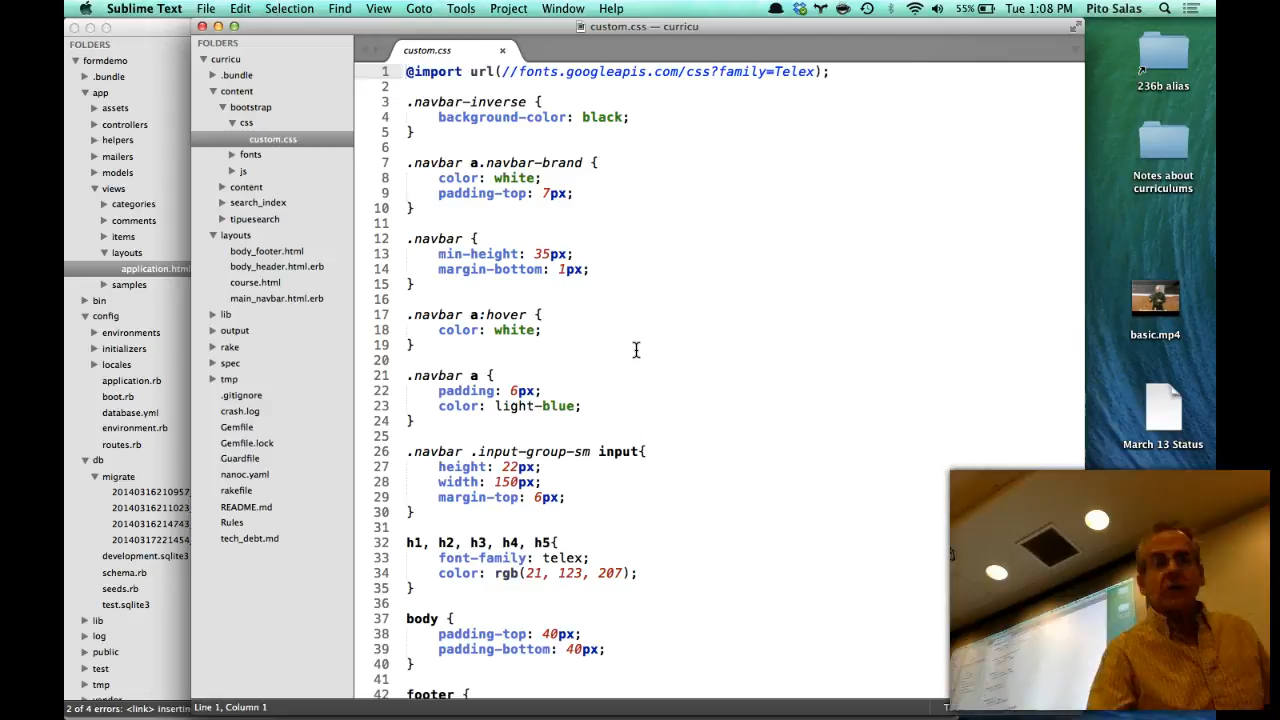 Sublime Text File Edit Selection Find View Goto Tools Project Window Help 55% Tue 1:08 PM Pito Salas
custom.css — curricu
FOLDERS
formdemo
.bundle
app
assets
controllers
helpers
mailers
models
views
categories
comments
items
layouts
application.html
samples
bin
config
environments
initializers
locales
application.rb
boot.rb
database.yml
environment.rb
routes.rb
db
migrate
20140316210957_
20140316211023_
20140316214743_
20140317221454_
development.sqlite3
schema.rb
seeds.rb
test.sqlite3
lib
log
public
test
tmp
2 of 4 errors: <link> insertin
FOLDERS
curricu
.bundle
content
bootstrap
css
custom.css
fonts
js
content
search_index
tipuesearch
layouts
body_footer.html
body_header.html.erb
course.html
main_navbar.html.erb
lib
output
rake
spec
tmp
.gitignore
crash.log
Gemfile
Gemfile.lock
Guardfile
nanoc.yaml
rakefile
README.md
Rules
tech_debt.md
Line 1, Column 1
custom.css
1 @import url(//fonts.googleapis.com/css?family=Telex);
2
3 .navbar-inverse {
4 background-color: black;
5 }
6
7 .navbar a.navbar-brand {
8 color: white;
9 padding-top: 7px;
10 }
11
12 .navbar {
13 min-height: 35px;
14 margin-bottom: 1px;
15 }
16
17 .navbar a:hover {
18 color: white;
19 }
20
21 .navbar a {
22 padding: 6px;
23 color: light-blue;
24 }
25
26 .navbar .input-group-sm input{
27 height: 22px;
28 width: 150px;
29 margin-top: 6px;
30 }
31
32 h1, h2, h3, h4, h5{
33 font-family: telex;
34 color: rgb(21, 123, 207);
35 }
36
37 body {
38 padding-top: 40px;
39 padding-bottom: 40px;
40 }
41
42 footer {
236b alias
Notes about
curriculums
basic.mp4
March 13 Status